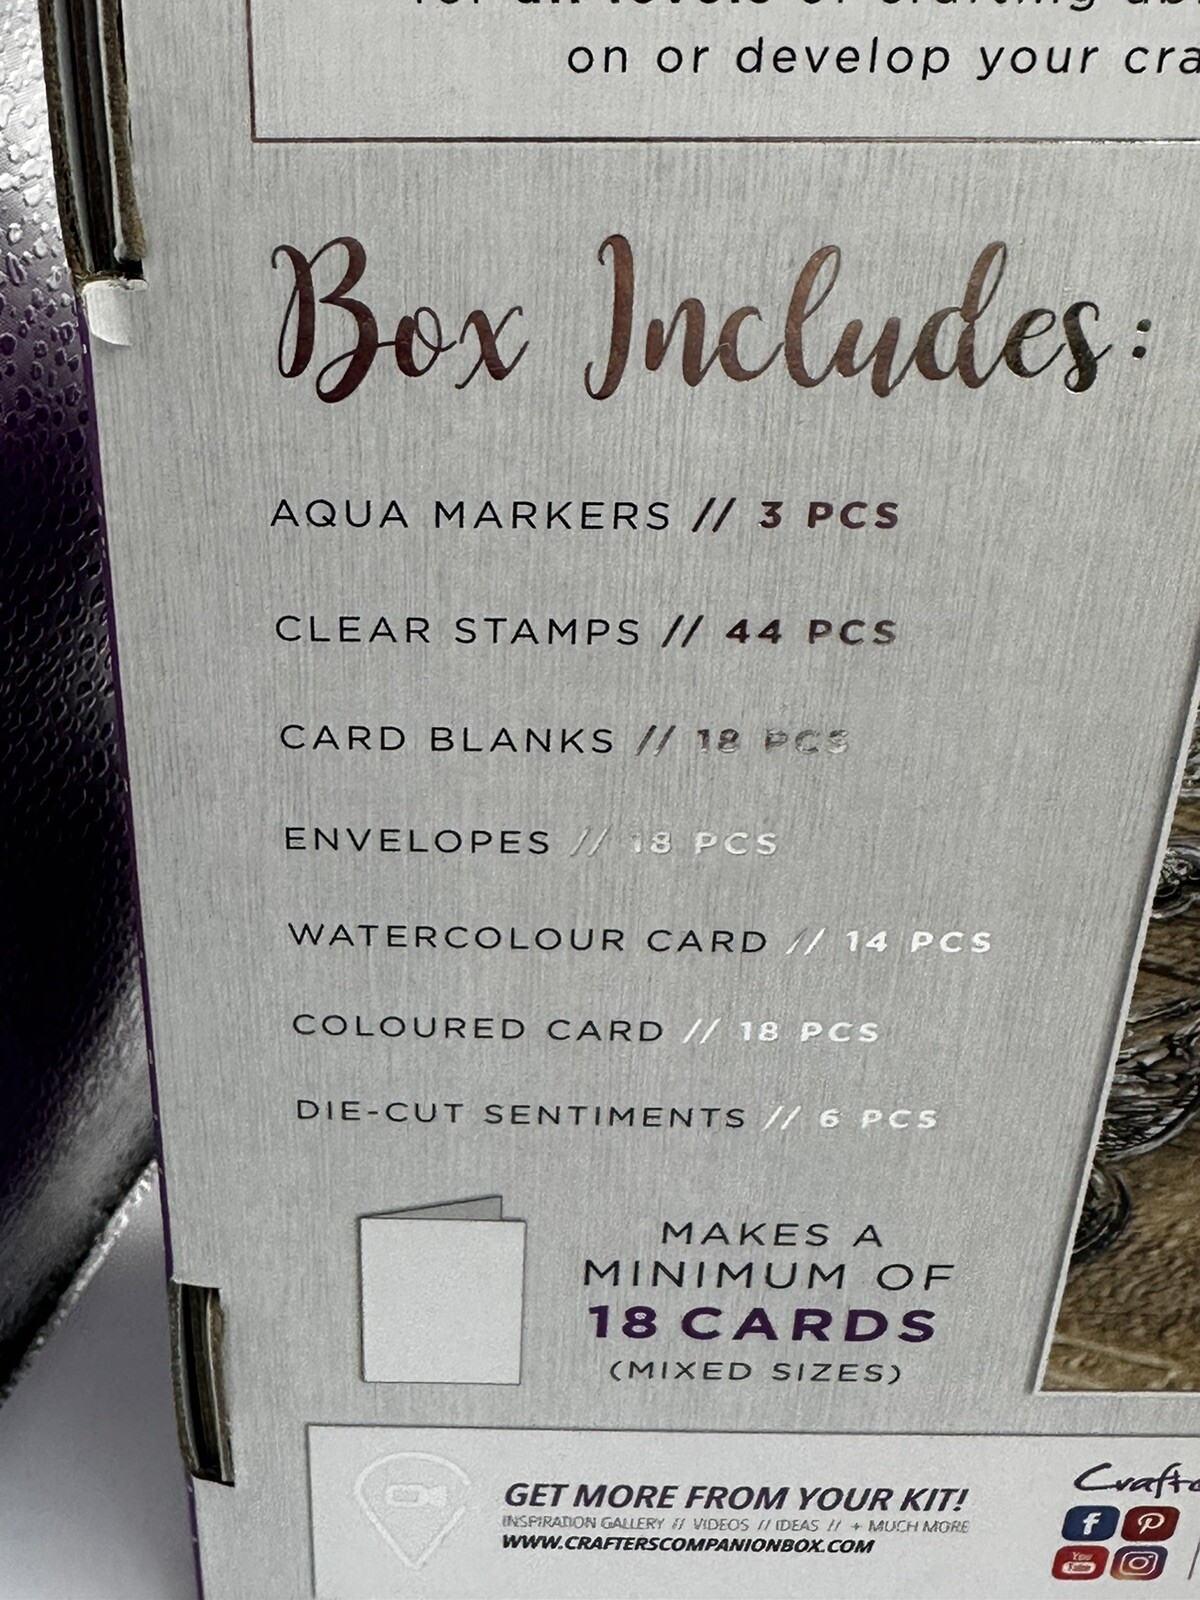 on or develop your
Box Includes:
AQUA MARKERS // 3 PCS
CLEAR STAMPS // 44 PCS
CARD BLANKS // 18 PCS
ENVELOPES // 18 PCS
WATERCOLOUR CARD // 14 PCS
COLOURED CARD // 18 PCS
DIE-CUT SENTIMENTS // 6 PCS
MAKES A
MINIMUM OF
18 CARDS
(MIXED SIZES)
GET MORE FROM YOUR KIT!
INSPIRATION GALLERY // VIDEOS // IDEAS // + MUCH MORE
WWW.CRAFTERSCOMPANIONBOX.COM
You
Tube